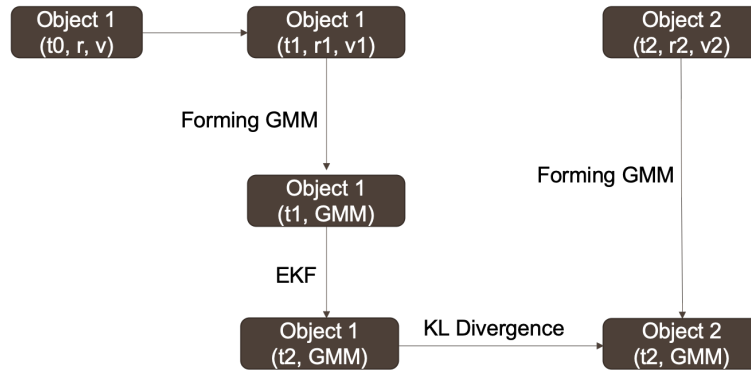 Object 1
(t0, r, v)
Object 1
(t1, r1, v1)
Object 2
(t2, r2, v2)
Forming GMM
Forming GMM
Object 1
(t1, GMM)
EKF
Object 1
(t2, GMM)
KL Divergence
Object 2
(t2, GMM)